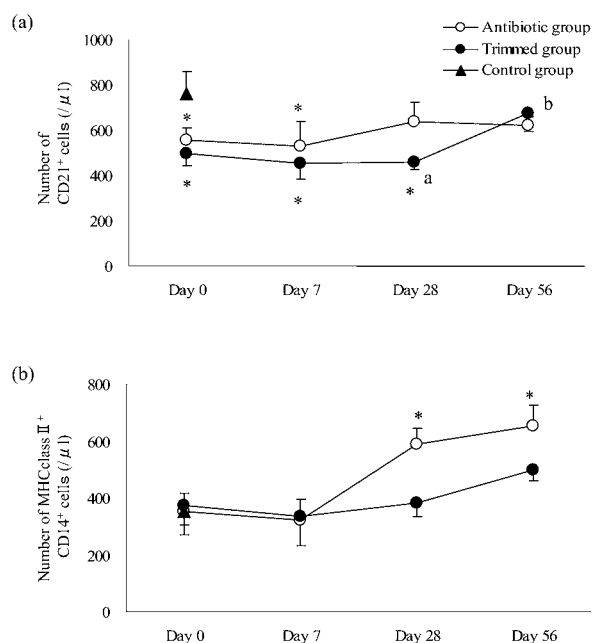 (a)
Antibiotic group
Trimmed group
Control group
Number of
CD21+ cells (/μl)
1000
800
600
400
200
0
*
*
*
*
*
a
b
Day 0
Day 7
Day 28
Day 56
(b)
Number of MHCclass Ⅱ+
CD14+ cells (/μl)
800
600
400
200
0
*
*
Day 0
Day 7
Day 28
Day 56